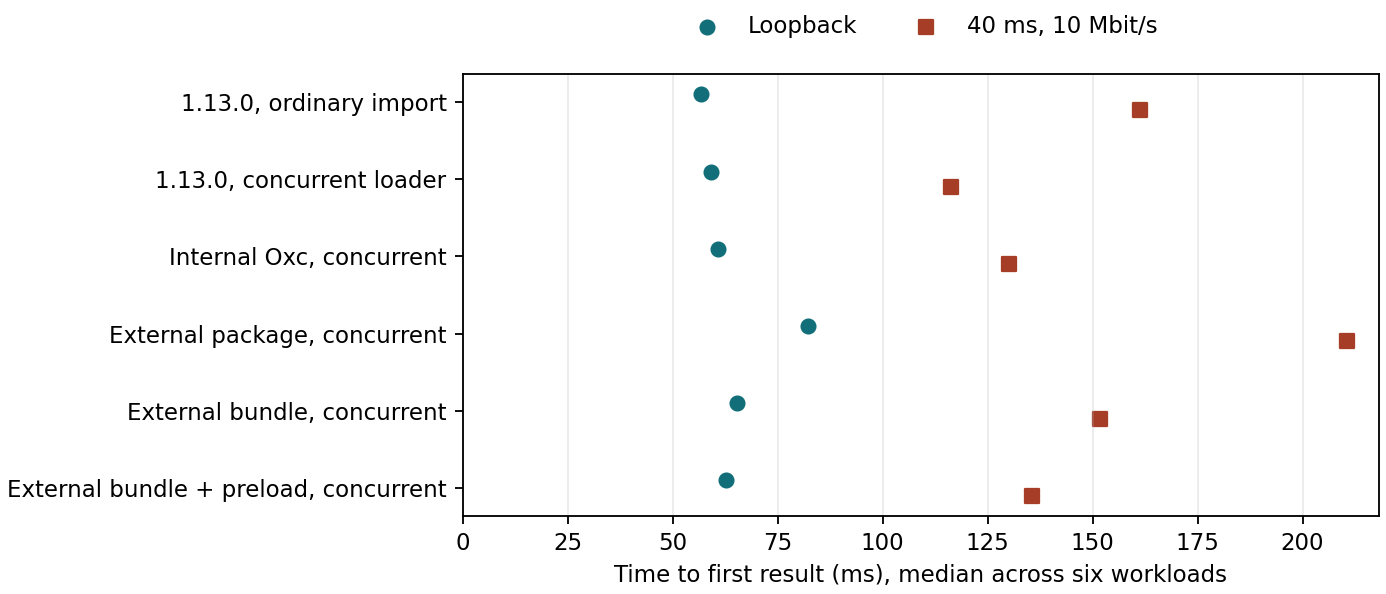 Loopback 40 ms, 10 Mbit/s
1.13.0, ordinary import
1.13.0, concurrent loader
Internal Oxc, concurrent
External package, concurrent
External bundle, concurrent
External bundle + preload, concurrent
0 25 50 75 100 125 150 175 200
Time to first result (ms), median across six workloads